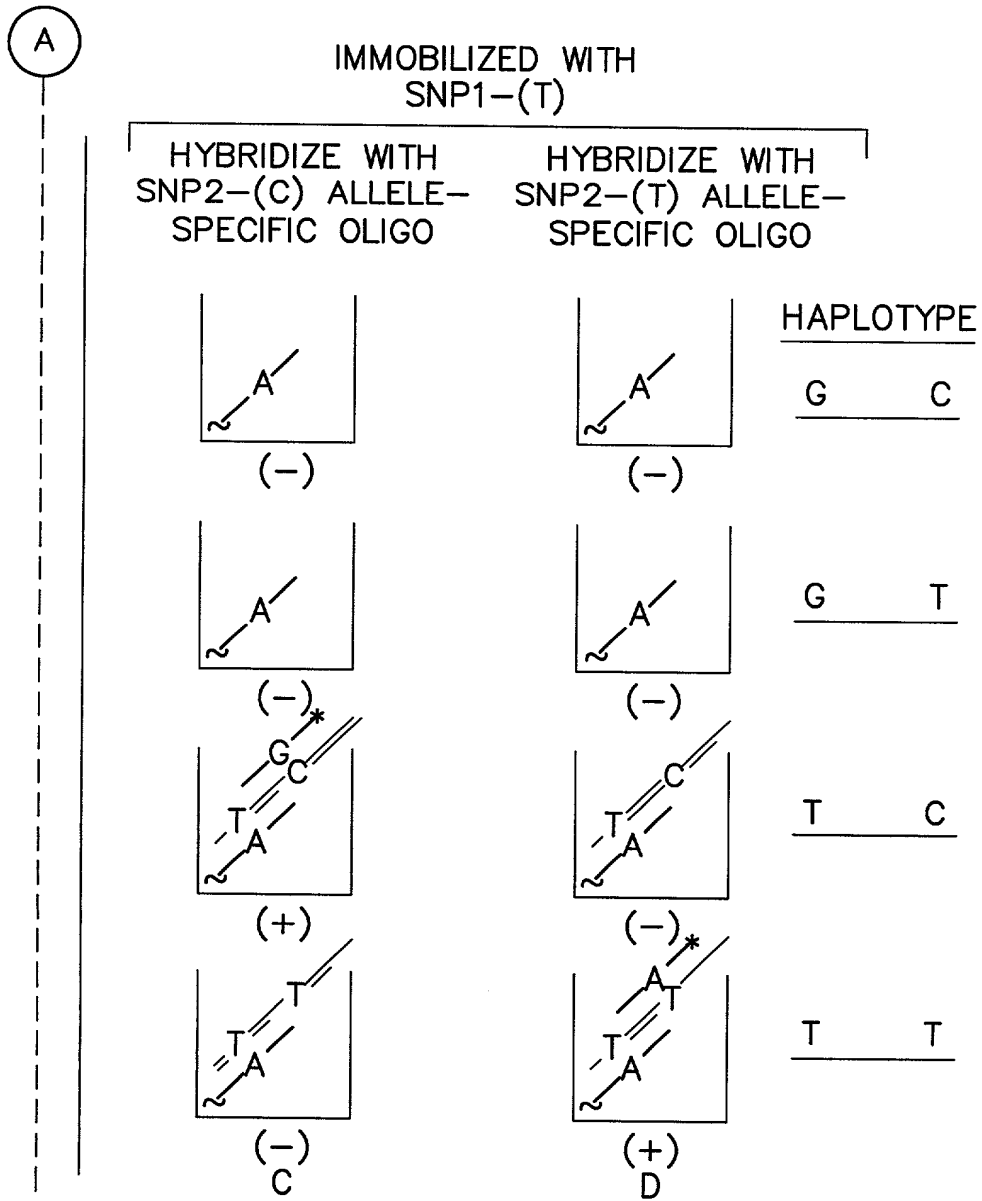 A
IMMOBILIZED WITH
SNP1-(T)
HYBRIDIZE WITH
SNP2-(C) ALLELE-
SPECIFIC OLIGO
HYBRIDIZE WITH
SNP2-(T) ALLELE-
SPECIFIC OLIGO
HAPLOTYPE
~A
~A
G C
(-)
(-)
~A
~A
G T
(-)
(-)
*
G
C
T
A
~
C
T
A
~
T C
(+)
(-)
T
T
A
~
*
A
T
T
A
~
T T
(-)
(+)
C
D